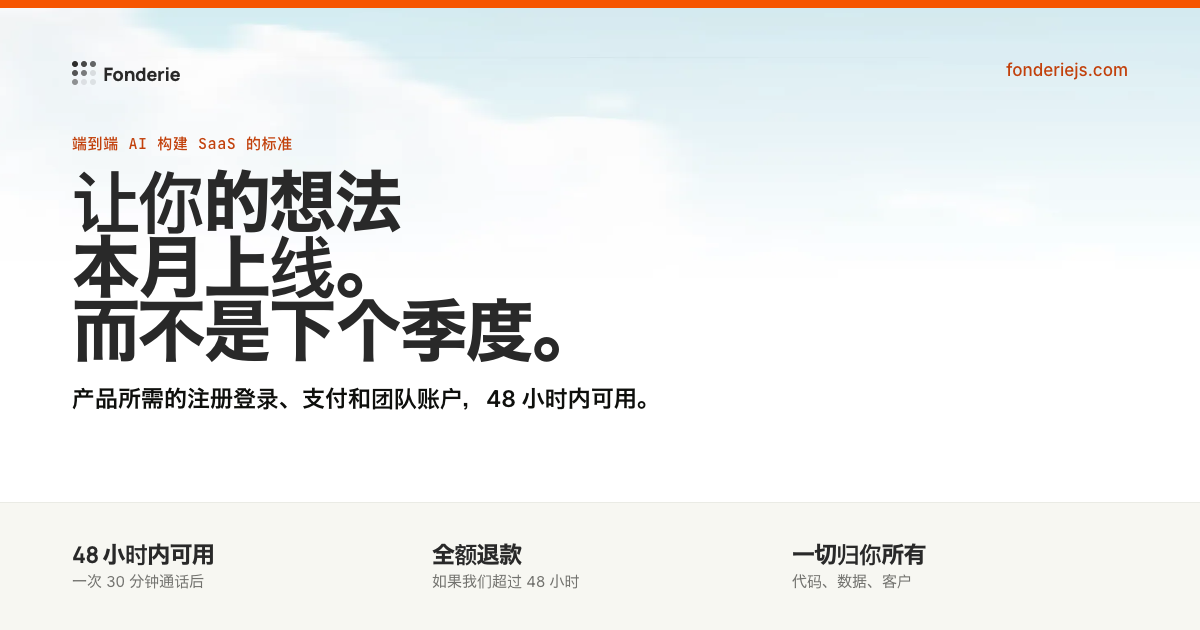 Fonderie
fonderiejs.com
端到端 AI 构建 SaaS 的标准
让你的想法
本月上线。
而不是下个季度。
产品所需的注册登录、支付和团队账户，48 小时内可用。
48 小时内可用
一次 30 分钟通话后
全额退款
如果我们超过 48 小时
一切归你所有
代码、数据、客户